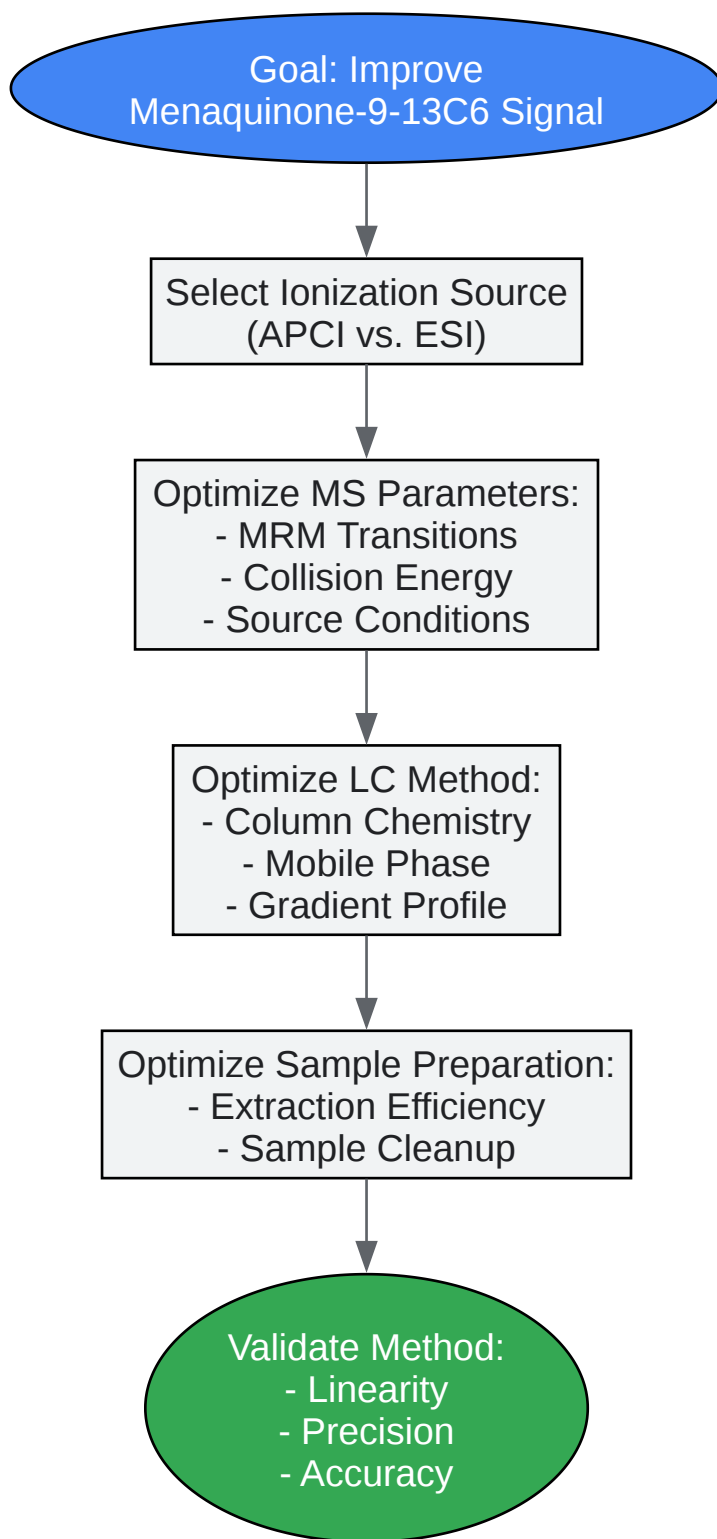 Goal: Improve
Menaquinone-9-13C6 Signal
Select Ionization Source
(APCI vs. ESI)
Optimize MS Parameters:
- MRM Transitions
- Collision Energy
- Source Conditions
Optimize LC Method:
- Column Chemistry
- Mobile Phase
- Gradient Profile
Optimize Sample Preparation:
- Extraction Efficiency
- Sample Cleanup
Validate Method:
- Linearity
- Precision
- Accuracy